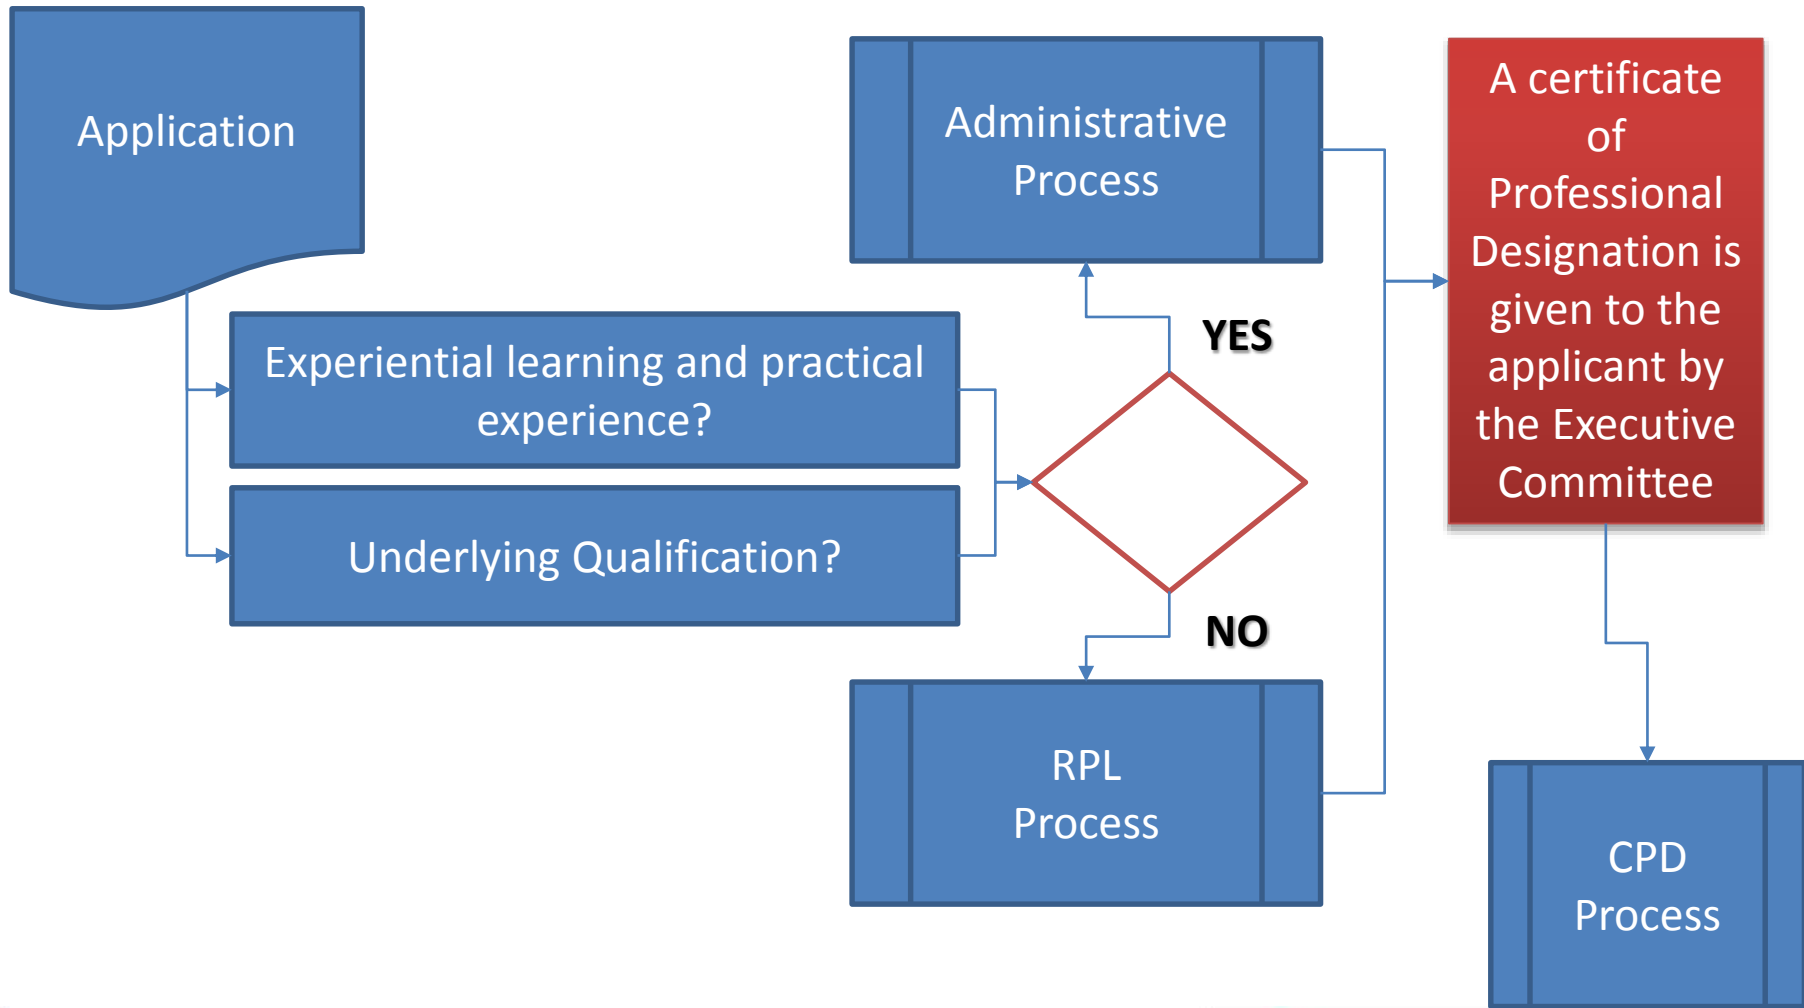 Application
Experiential learning and practical
experience?
Underlying Qualification?
Administrative
Process
YES
NO
RPL
Process
A certificate
of
Professional
Designation is
given to the
applicant by
the Executive
Committee
CPD
Process